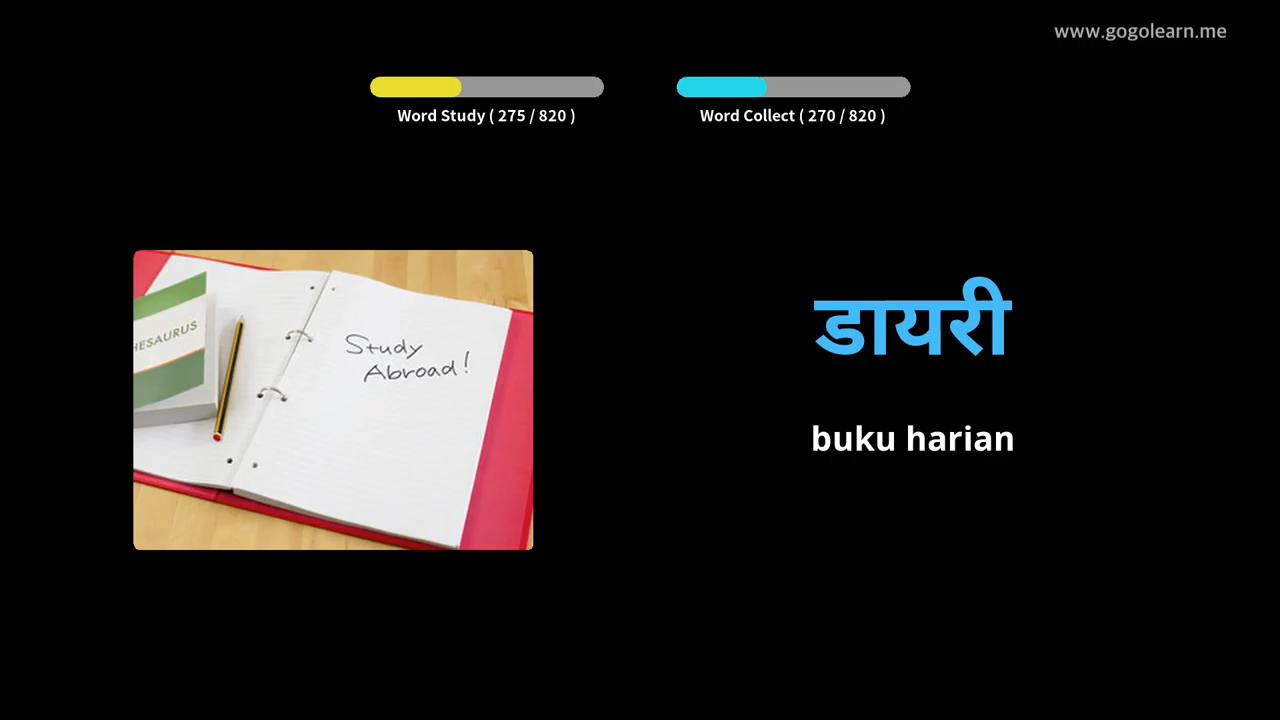 www.gogolearn.me
Word Study ( 275 / 820 )
Word Collect ( 270 / 820 )
HESAURUS
Study
Abroad!
डायरी
buku harian